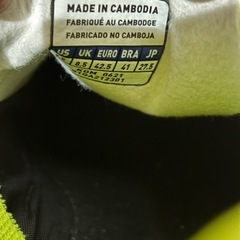 MADE IN CAMBODIA
FABRIQUÉ AU CAMBODGE
FABRICADO NO CAMBOJA
US UK EURO BRA JP
8.5 42.5 41 27.5
0621